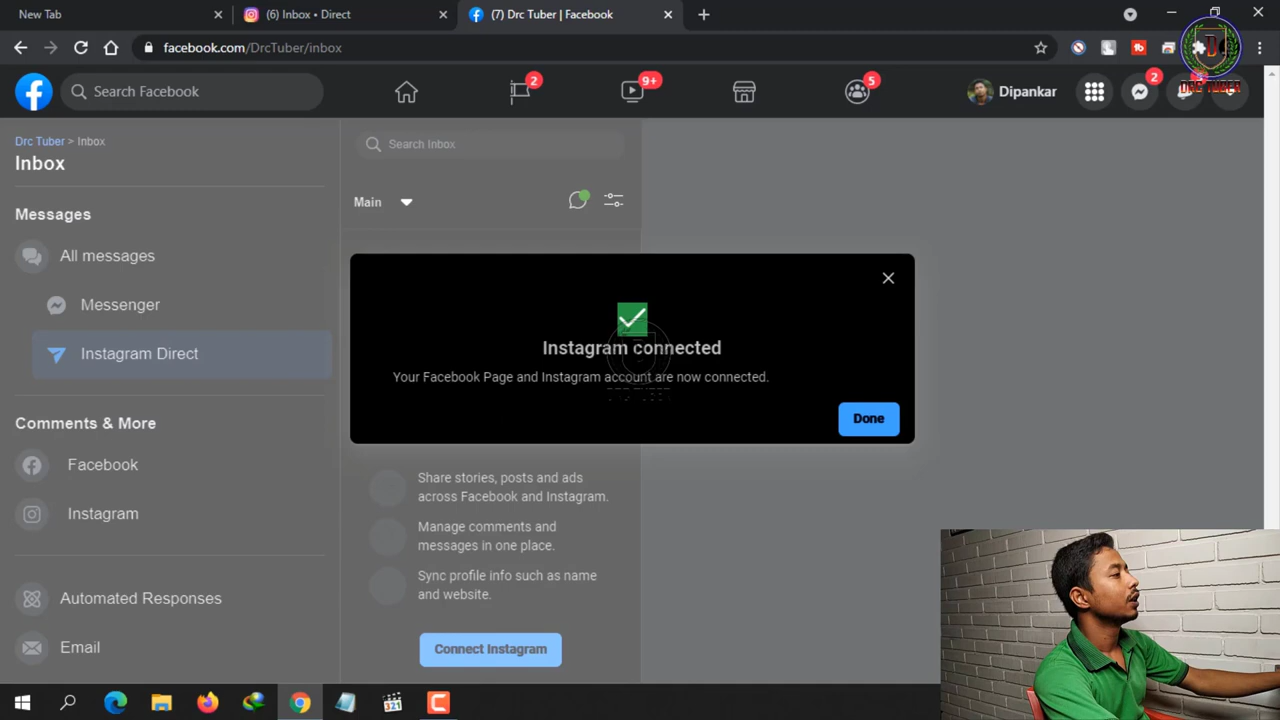 New Tab
(6) Inbox • Direct
(7) Drc Tuber | Facebook
facebook.com/DrcTuber/inbox
Search Facebook
2
9+
5
Dipankar
2
DRC TUBER
Drc Tuber > Inbox
Inbox
Messages
All messages
Messenger
Instagram Direct
Comments & More
Facebook
Instagram
Automated Responses
Email
Search Inbox
Main
Instagram connected
Your Facebook Page and Instagram account are now connected.
Done
Share stories, posts and ads
across Facebook and Instagram.
Manage comments and
messages in one place.
Sync profile info such as name
and website.
Connect Instagram
321